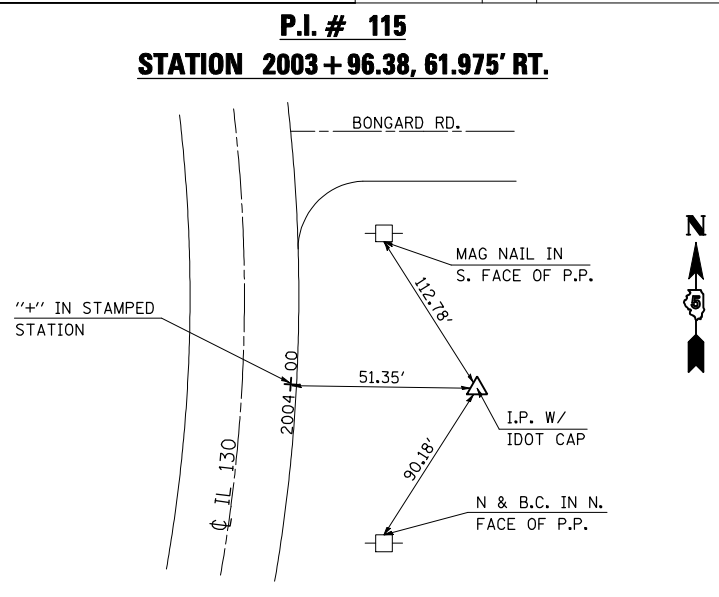 P.I. # 115
STATION 2003 + 96.38, 61.975' RT.
BONGARD RD.
N
5
MAG NAIL IN
S. FACE OF P.P.
112.78'
"+" IN STAMPED
STATION
2004+00
51.35'
I.P. W/
IDOT CAP
90.18'
℄ IL 130
N & B.C. IN N.
FACE OF P.P.